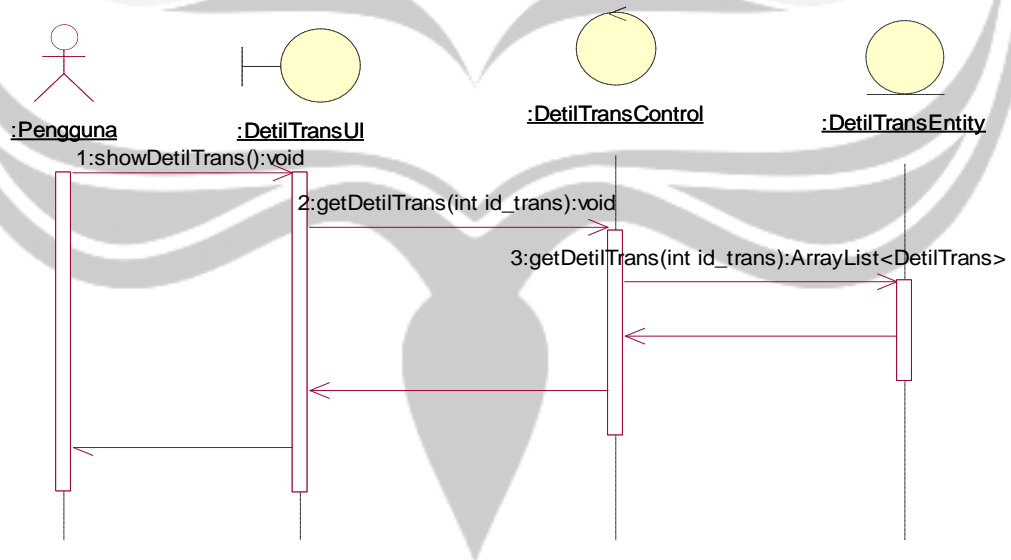 :Pengguna
:DetilTransUI
:DetilTransControl
:DetilTransEntity
1:showDetilTrans():void
2:getDetilTrans(int id_trans):void
3:getDetilTrans(int id_trans):ArrayList<DetilTrans>